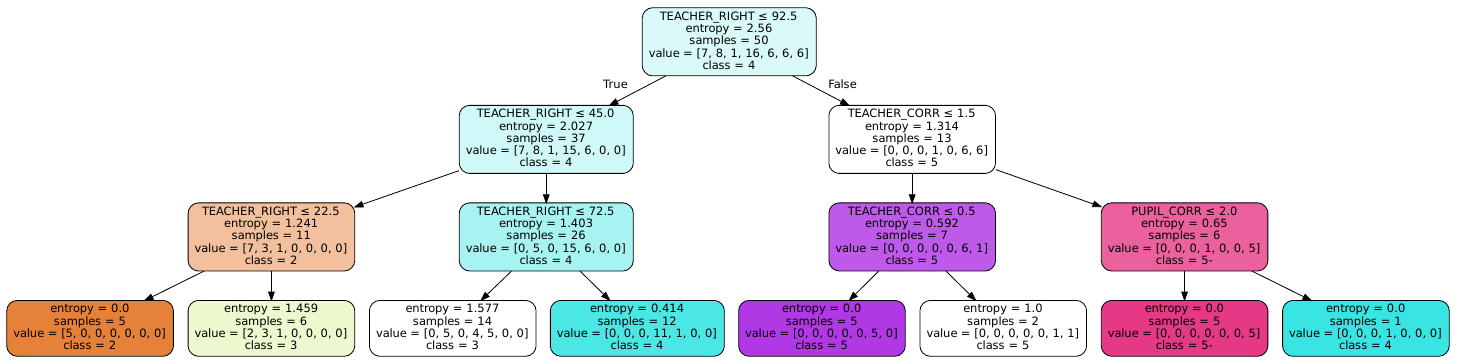 TEACHER_RIGHT ≤ 92.5
entropy = 2.56
samples = 50
value = [7, 8, 1, 16, 6, 6, 6]
class = 4
True
False
TEACHER_RIGHT ≤ 45.0
entropy = 2.027
samples = 37
value = [7, 8, 1, 15, 6, 0, 0]
class = 4
TEACHER_CORR ≤ 1.5
entropy = 1.314
samples = 13
value = [0, 0, 0, 1, 0, 6, 6]
class = 5
TEACHER_RIGHT ≤ 22.5
entropy = 1.241
samples = 11
value = [7, 3, 1, 0, 0, 0, 0]
class = 2
TEACHER_RIGHT ≤ 72.5
entropy = 1.403
samples = 26
value = [0, 5, 0, 15, 6, 0, 0]
class = 4
TEACHER_CORR ≤ 0.5
entropy = 0.592
samples = 7
value = [0, 0, 0, 0, 0, 6, 1]
class = 5
PUPIL_CORR ≤ 2.0
entropy = 0.65
samples = 6
value = [0, 0, 0, 1, 0, 0, 5]
class = 5-
entropy = 0.0
samples = 5
value = [5, 0, 0, 0, 0, 0, 0]
class = 2
entropy = 1.459
samples = 6
value = [2, 3, 1, 0, 0, 0, 0]
class = 3
entropy = 1.577
samples = 14
value = [0, 5, 0, 4, 5, 0, 0]
class = 3
entropy = 0.414
samples = 12
value = [0, 0, 0, 11, 1, 0, 0]
class = 4
entropy = 0.0
samples = 5
value = [0, 0, 0, 0, 0, 5, 0]
class = 5
entropy = 1.0
samples = 2
value = [0, 0, 0, 0, 0, 1, 1]
class = 5
entropy = 0.0
samples = 5
value = [0, 0, 0, 0, 0, 0, 5]
class = 5-
entropy = 0.0
samples = 1
value = [0, 0, 0, 1, 0, 0, 0]
class = 4